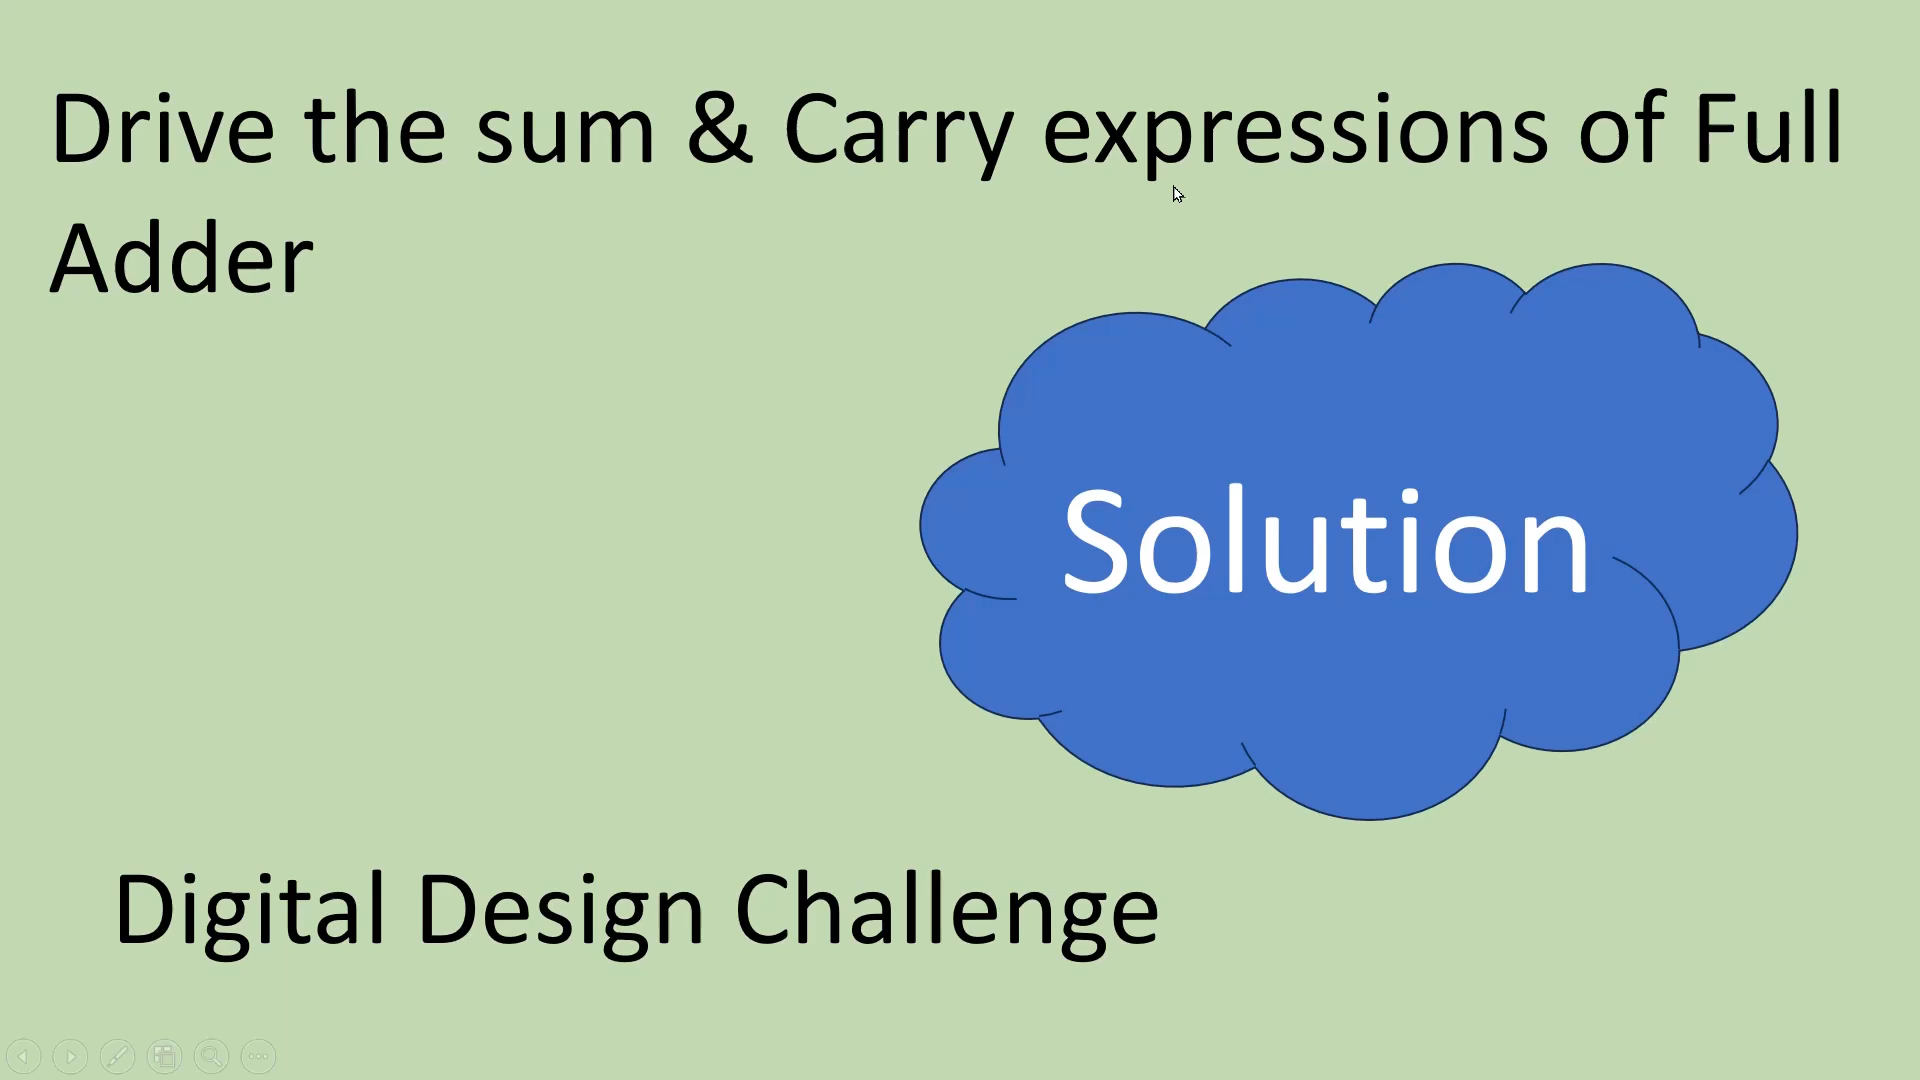 Drive the sum & Carry expressions of Full
Adder
Solution
Digital Design Challenge